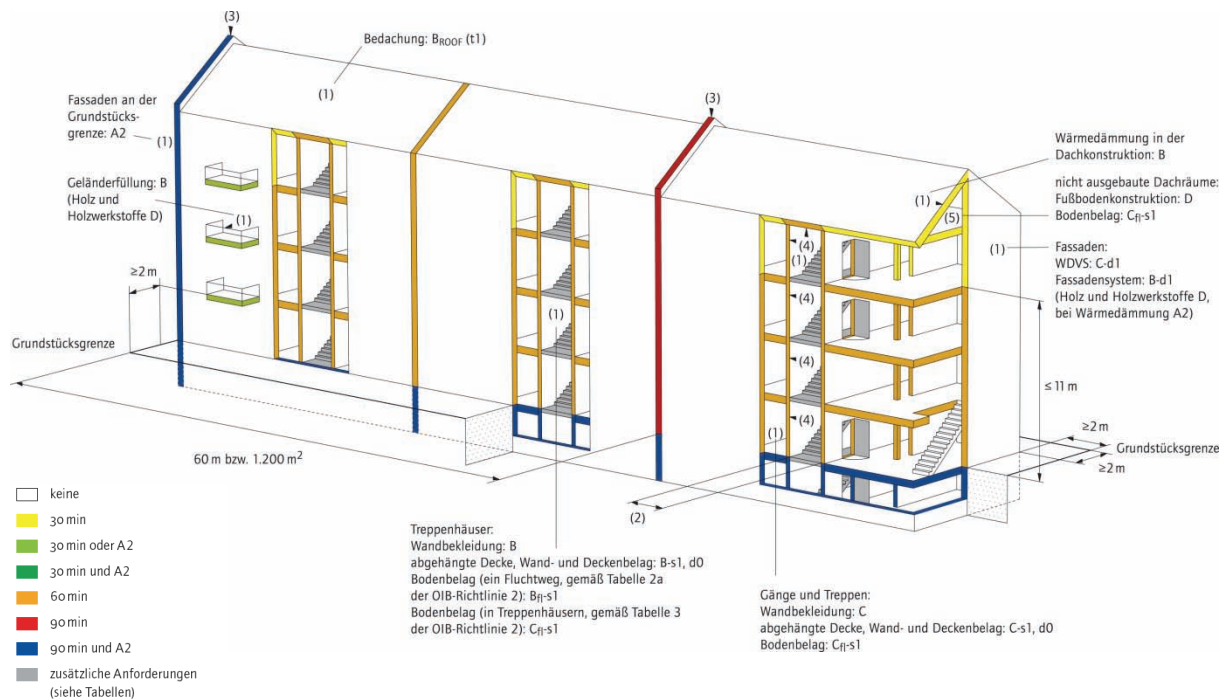 (3)
Bedachung: BROOF (t1)
(1)
Fassaden an der
Grundstücks-
grenze: A2
(1)
(3)
Geländerfüllung: B
(Holz und
Holzwerkstoffe D)
(1)
Wärmedämmung in der
Dachkonstruktion: B
nicht ausgebaute Dachräume:
Fußbodenkonstruktion: D
Bodenbelag: Cfl-s1
(1)
(5)
(1)
Fassaden:
WDVS: C-d1
Fassadensystem: B-d1
(Holz und Holzwerkstoffe D,
bei Wärmedämmung A2)
(4)
(1)
(4)
(4)
(4)
(1)
(1)
≥2 m
Grundstücksgrenze
≤11 m
≥2 m
Grundstücksgrenze
≥2 m
60 m bzw. 1.200 m²
(2)
keine
30 min
30 min oder A2
30 min und A2
60 min
90 min
90 min und A2
zusätzliche Anforderungen
(siehe Tabellen)
Treppenhäuser:
Wandbekleidung: B
abgehängte Decke, Wand- und Deckenbelag: B-s1, d0
Bodenbelag (ein Fluchtweg, gemäß Tabelle 2a
der OIB-Richtlinie 2): Bfl-s1
Bodenbelag (in Treppenhäusern, gemäß Tabelle 3
der OIB-Richtlinie 2): Cfl-s1
Gänge und Treppen:
Wandbekleidung: C
abgehängte Decke, Wand- und Deckenbelag: C-s1, d0
Bodenbelag: Cfl-s1